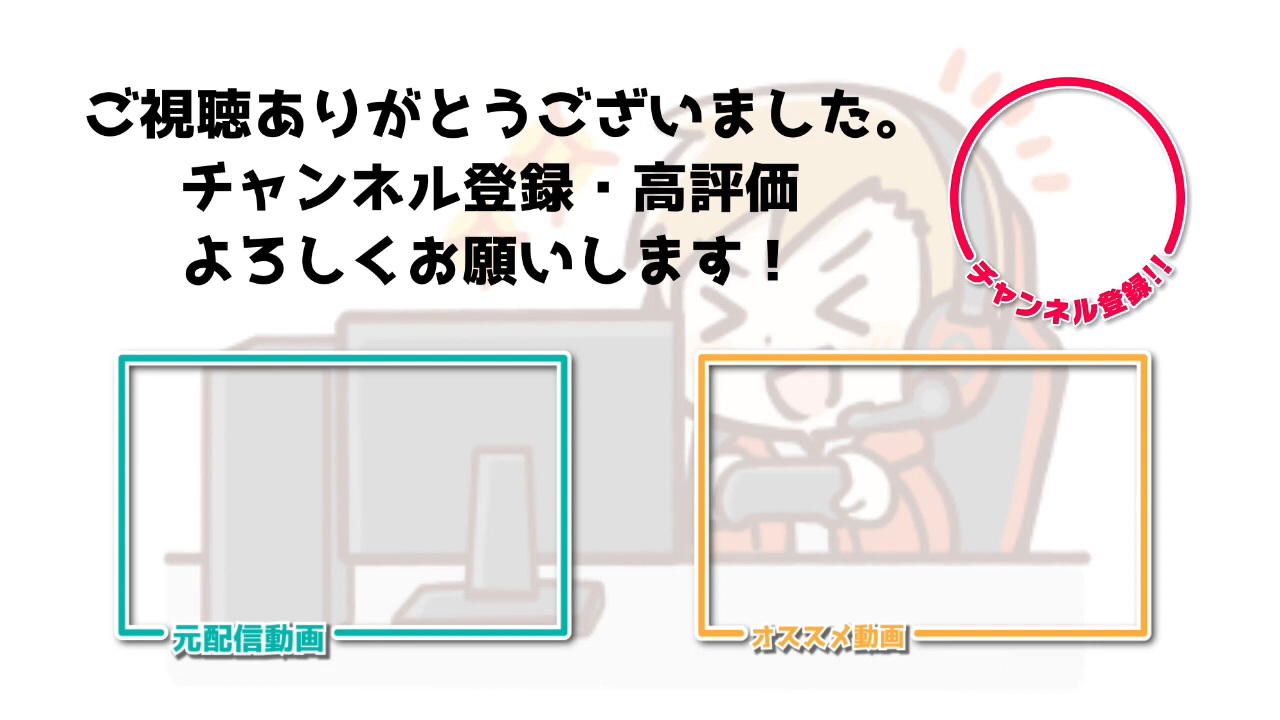 ご視聴ありがとうございました。
チャンネル登録・高評価
よろしくお願いします！
チャンネル登録!!
元配信動画
オススメ動画